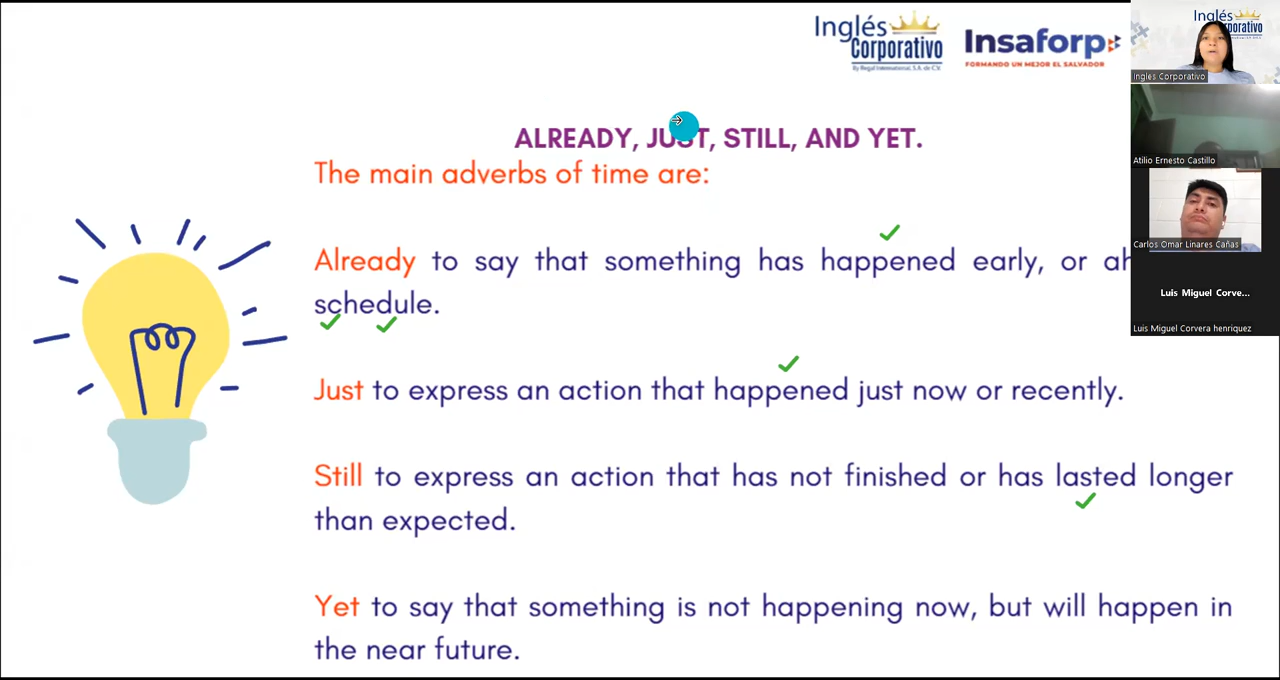 Inglés
Corporativo
By Regal International, S.A. de C.V.
Insaforp
FORMANDO UN MEJOR EL SALVADOR
Inglés
Corporativo
Ingles Corporativo
Atilio Ernesto Castillo
Carlos Omar Linares Cañas
Luis Miguel Corve...
Luis Miguel Corvera henriquez
ALREADY, JUST, STILL, AND YET.
The main adverbs of time are:
Already to say that something has happened early, or
schedule.
Just to express an action that happened just now or recently.
Still to express an action that has not finished or has lasted longer
than expected.
Yet to say that something is not happening now, but will happen in
the near future.